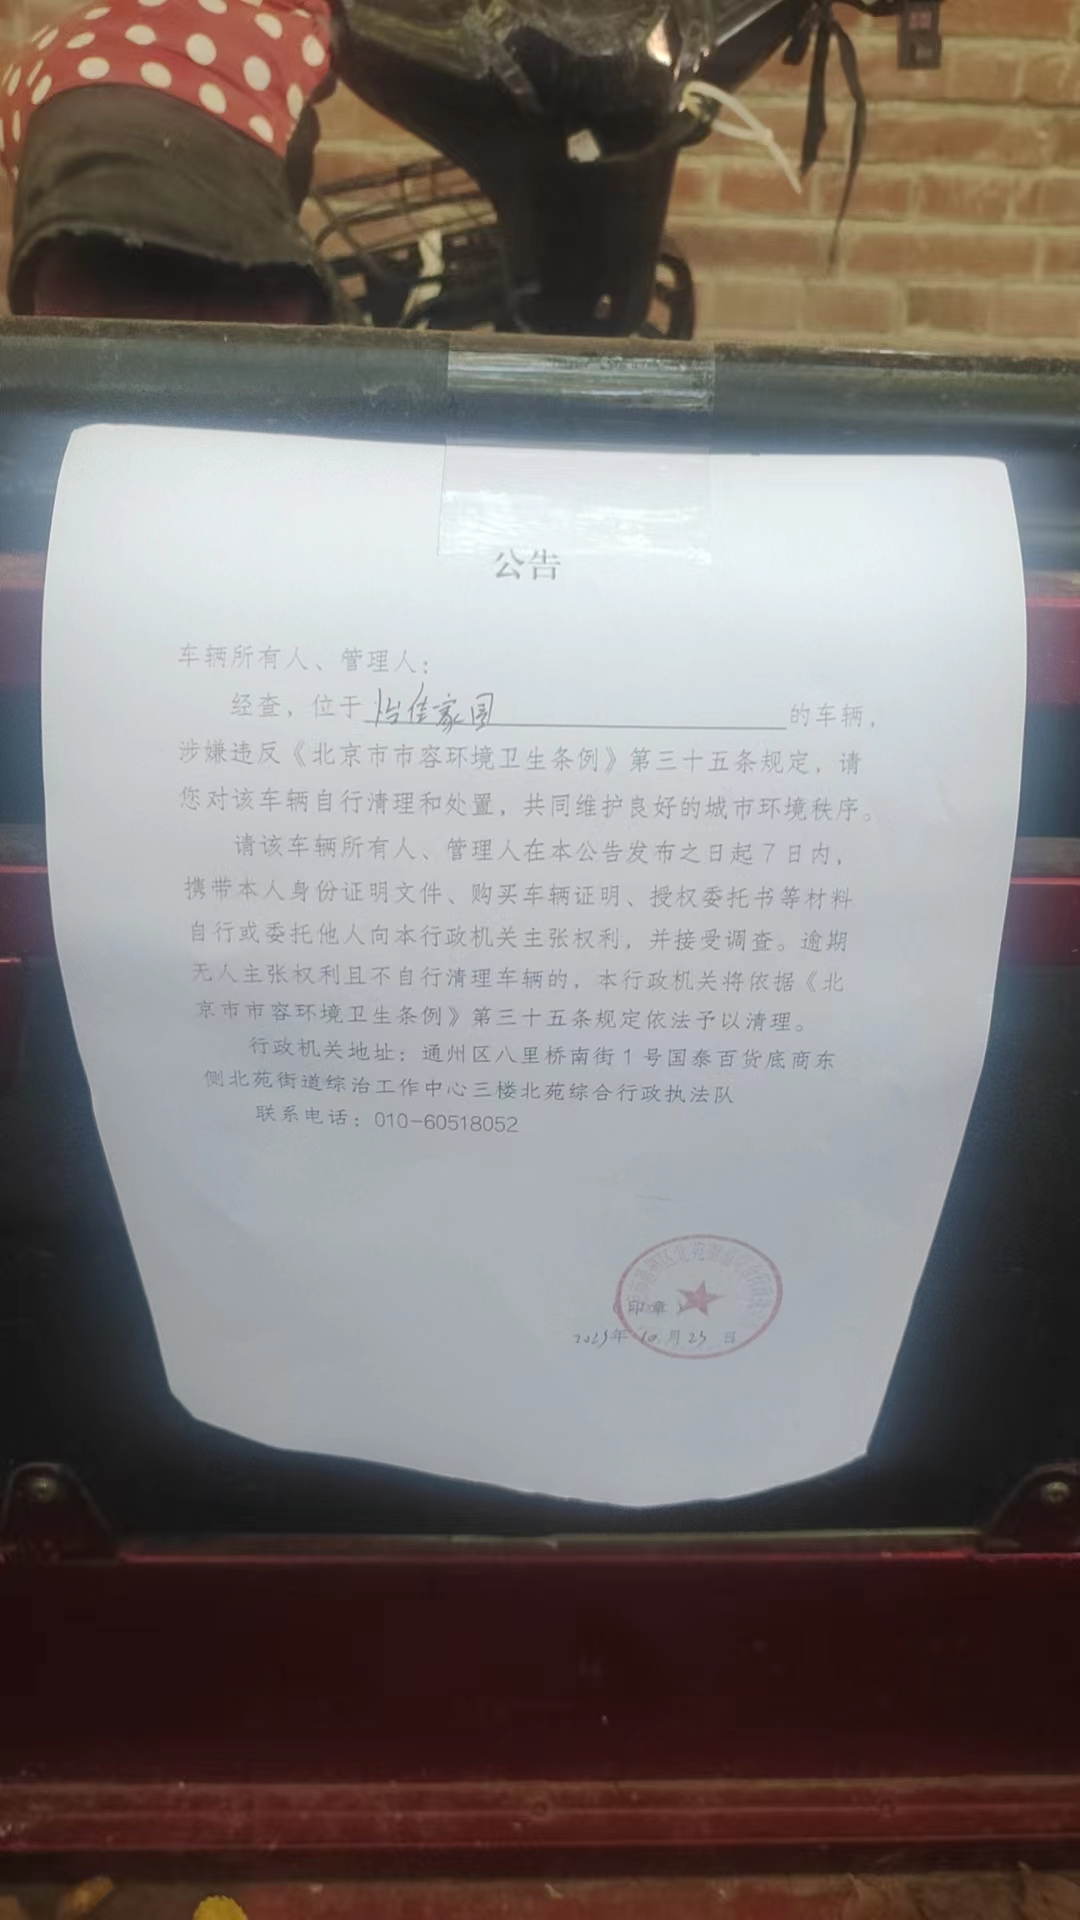 公告
车辆所有人、管理人：
经查，位于怡佳家园的车辆，
涉嫌违反《北京市市容环境卫生条例》第三十五条规定，请
您对该车辆自行清理和处置，共同维护良好的城市环境秩序。
请该车辆所有人、管理人在本公告发布之日起7日内，
携带本人身份证明文件、购买车辆证明、授权委托书等材料
自行或委托他人向本行政机关主张权利，并接受调查。逾期
无人主张权利且不自行清理车辆的，本行政机关将依据《北
京市市容环境卫生条例》第三十五条规定依法予以清理。
行政机关地址：通州区八里桥南街1号国泰百货底商东
侧北苑街道综治工作中心三楼北苑综合行政执法队
联系电话：010-60518052
（印章）
年10月23日